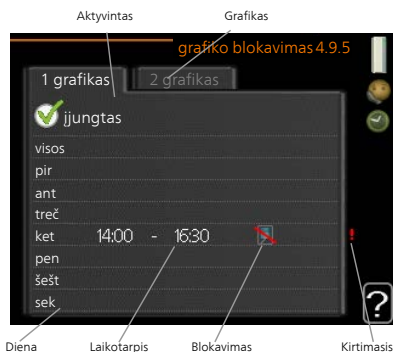 Aktyvintas Grafikas
grafiko blokavimas 4.9.5
1 grafikas 2 grafikas
įjungtas
visos
pir
ant
treč
ket 14:00 - 16:30 !
pen
šešt
sek
?
Diena Laikotarpis Blokavimas Kirtimasis